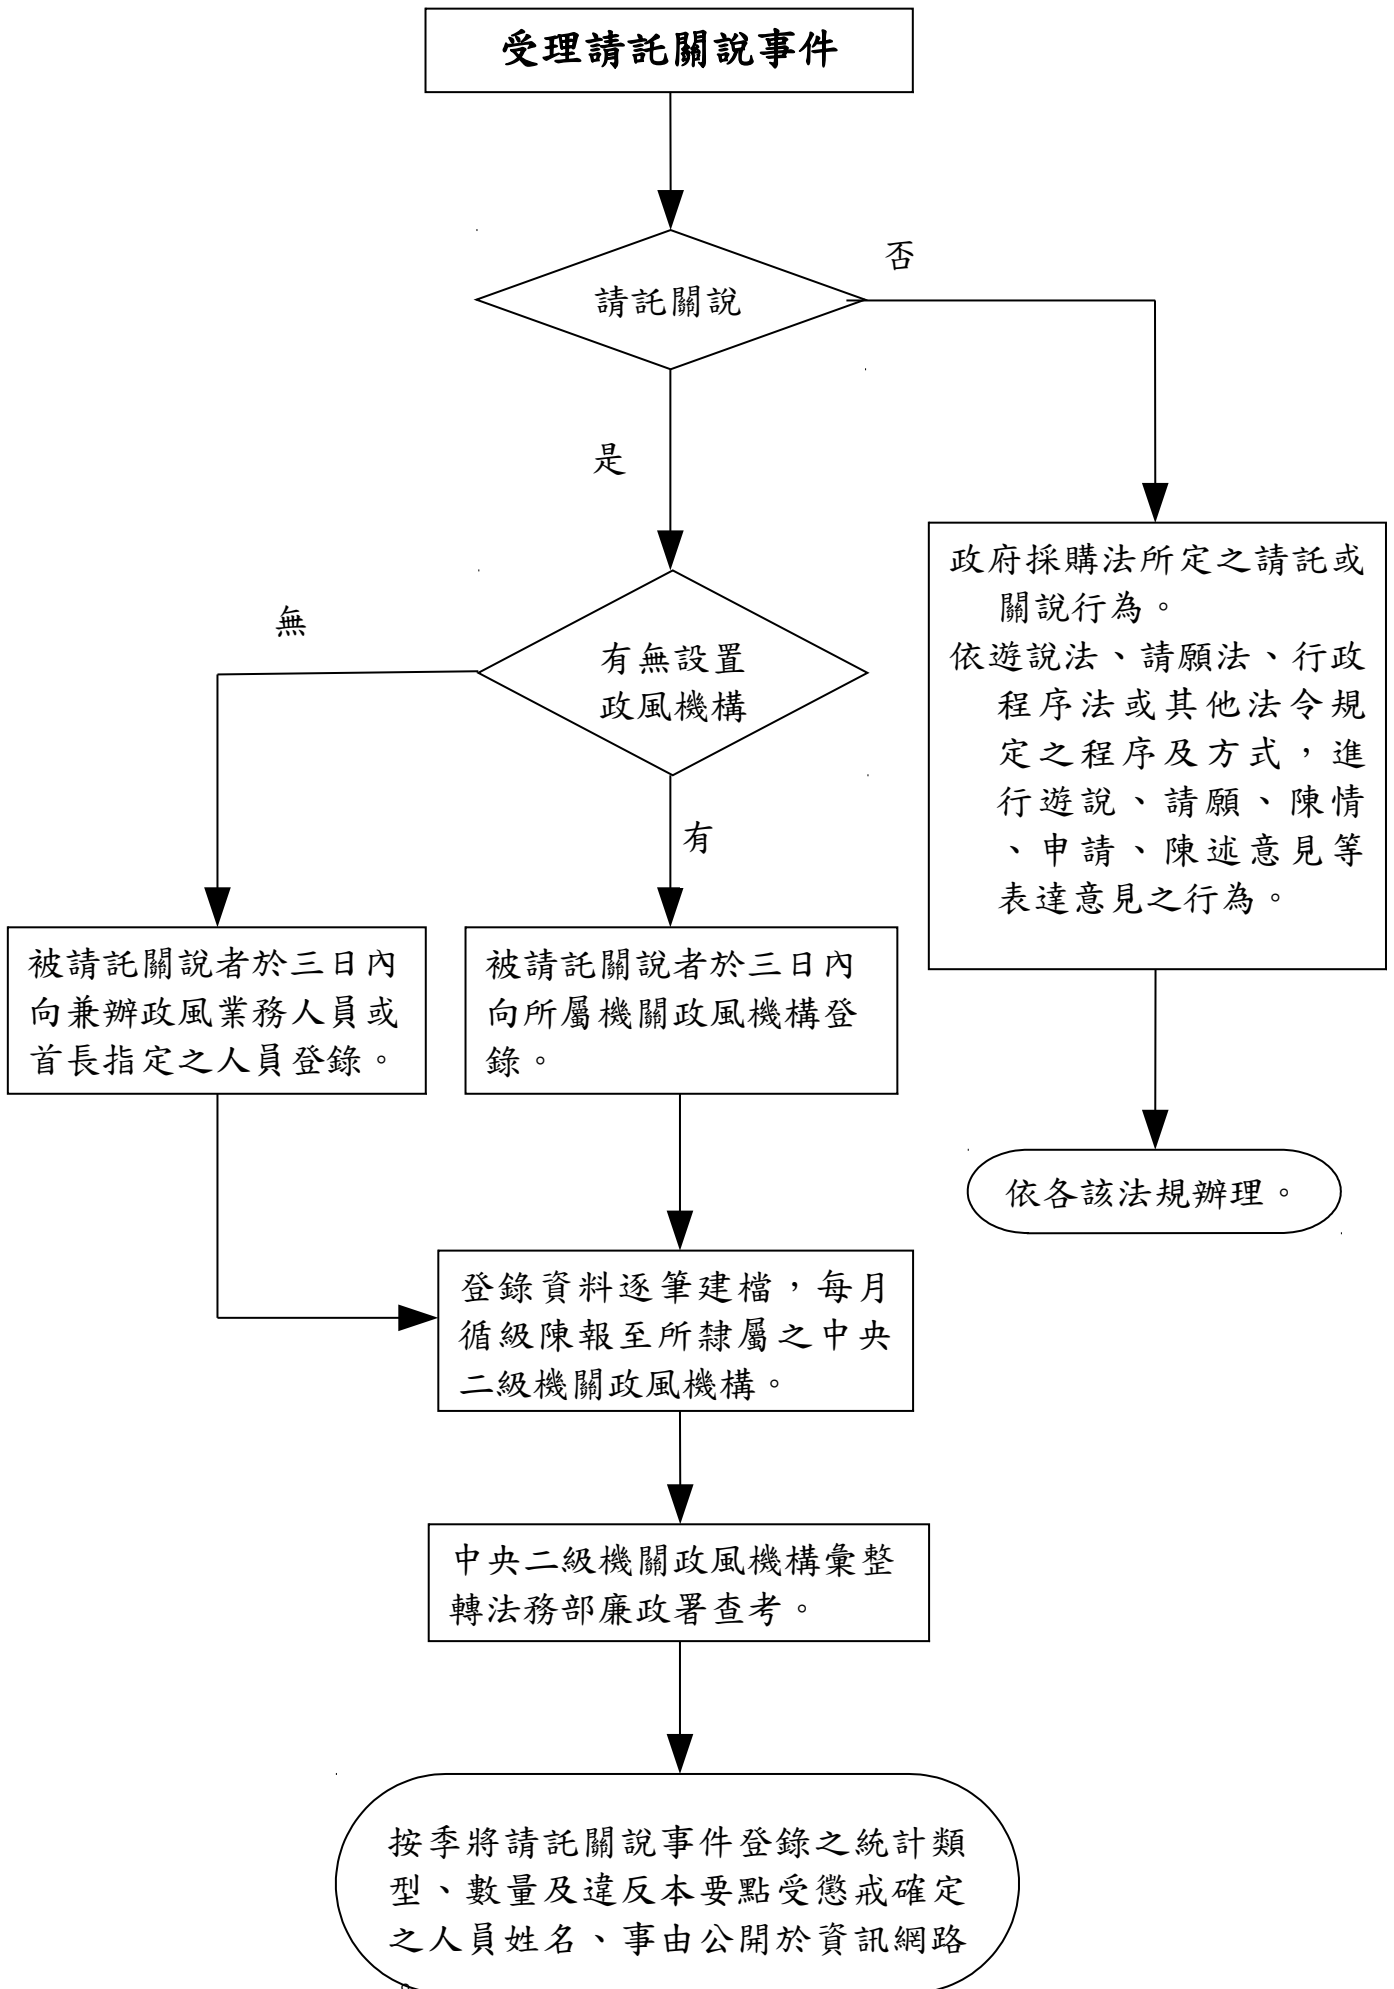 受理請託關說事件
請託關說
否
是
有無設置
政風機構
無
有
政府採購法所定之請託或
關說行為。
依遊說法、請願法、行政
程序法或其他法令規
定之程序及方式，進
行遊說、請願、陳情
、申請、陳述意見等
表達意見之行為。
被請託關說者於三日內
向兼辦政風業務人員或
首長指定之人員登錄。
被請託關說者於三日內
向所屬機關政風機構登
錄。
依各該法規辦理。
登錄資料逐筆建檔，每月
循級陳報至所隸屬之中央
二級機關政風機構。
中央二級機關政風機構彙整
轉法務部廉政署查考。
按季將請託關說事件登錄之統計類
型、數量及違反本要點受懲戒確定
之人員姓名、事由公開於資訊網路